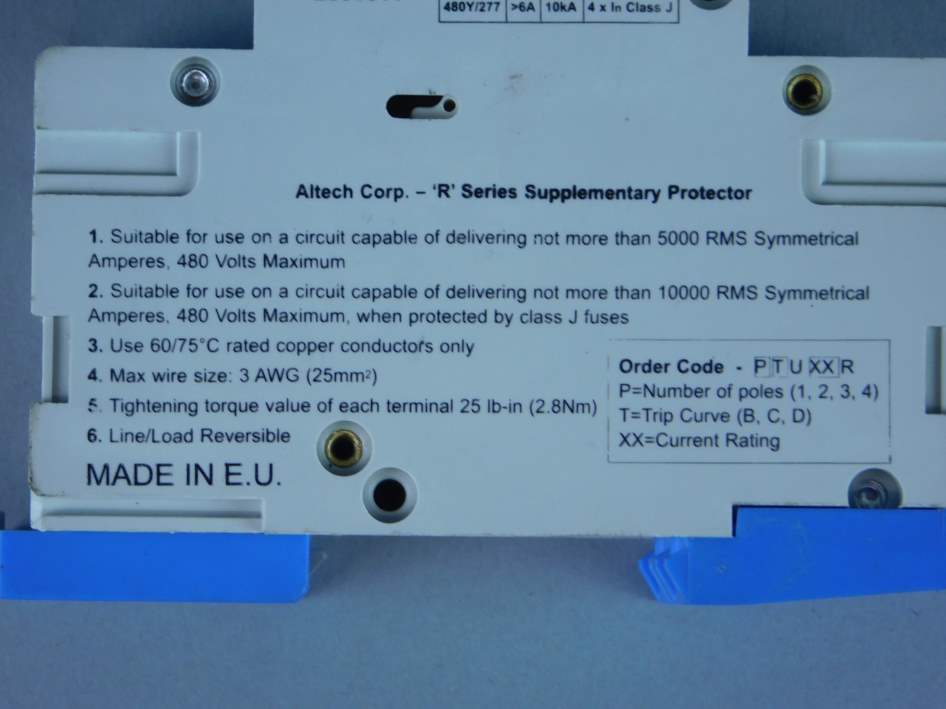 480Y/277 >6A 10kA 4 x In Class J
Altech Corp. – 'R' Series Supplementary Protector
1. Suitable for use on a circuit capable of delivering not more than 5000 RMS Symmetrical
Amperes, 480 Volts Maximum
2. Suitable for use on a circuit capable of delivering not more than 10000 RMS Symmetrical
Amperes, 480 Volts Maximum, when protected by class J fuses
3. Use 60/75°C rated copper conductors only
4. Max wire size: 3 AWG (25mm²)
5. Tightening torque value of each terminal 25 lb-in (2.8Nm)
6. Line/Load Reversible
MADE IN E.U.
Order Code - P T U XX R
P=Number of poles (1, 2, 3, 4)
T=Trip Curve (B, C, D)
XX=Current Rating